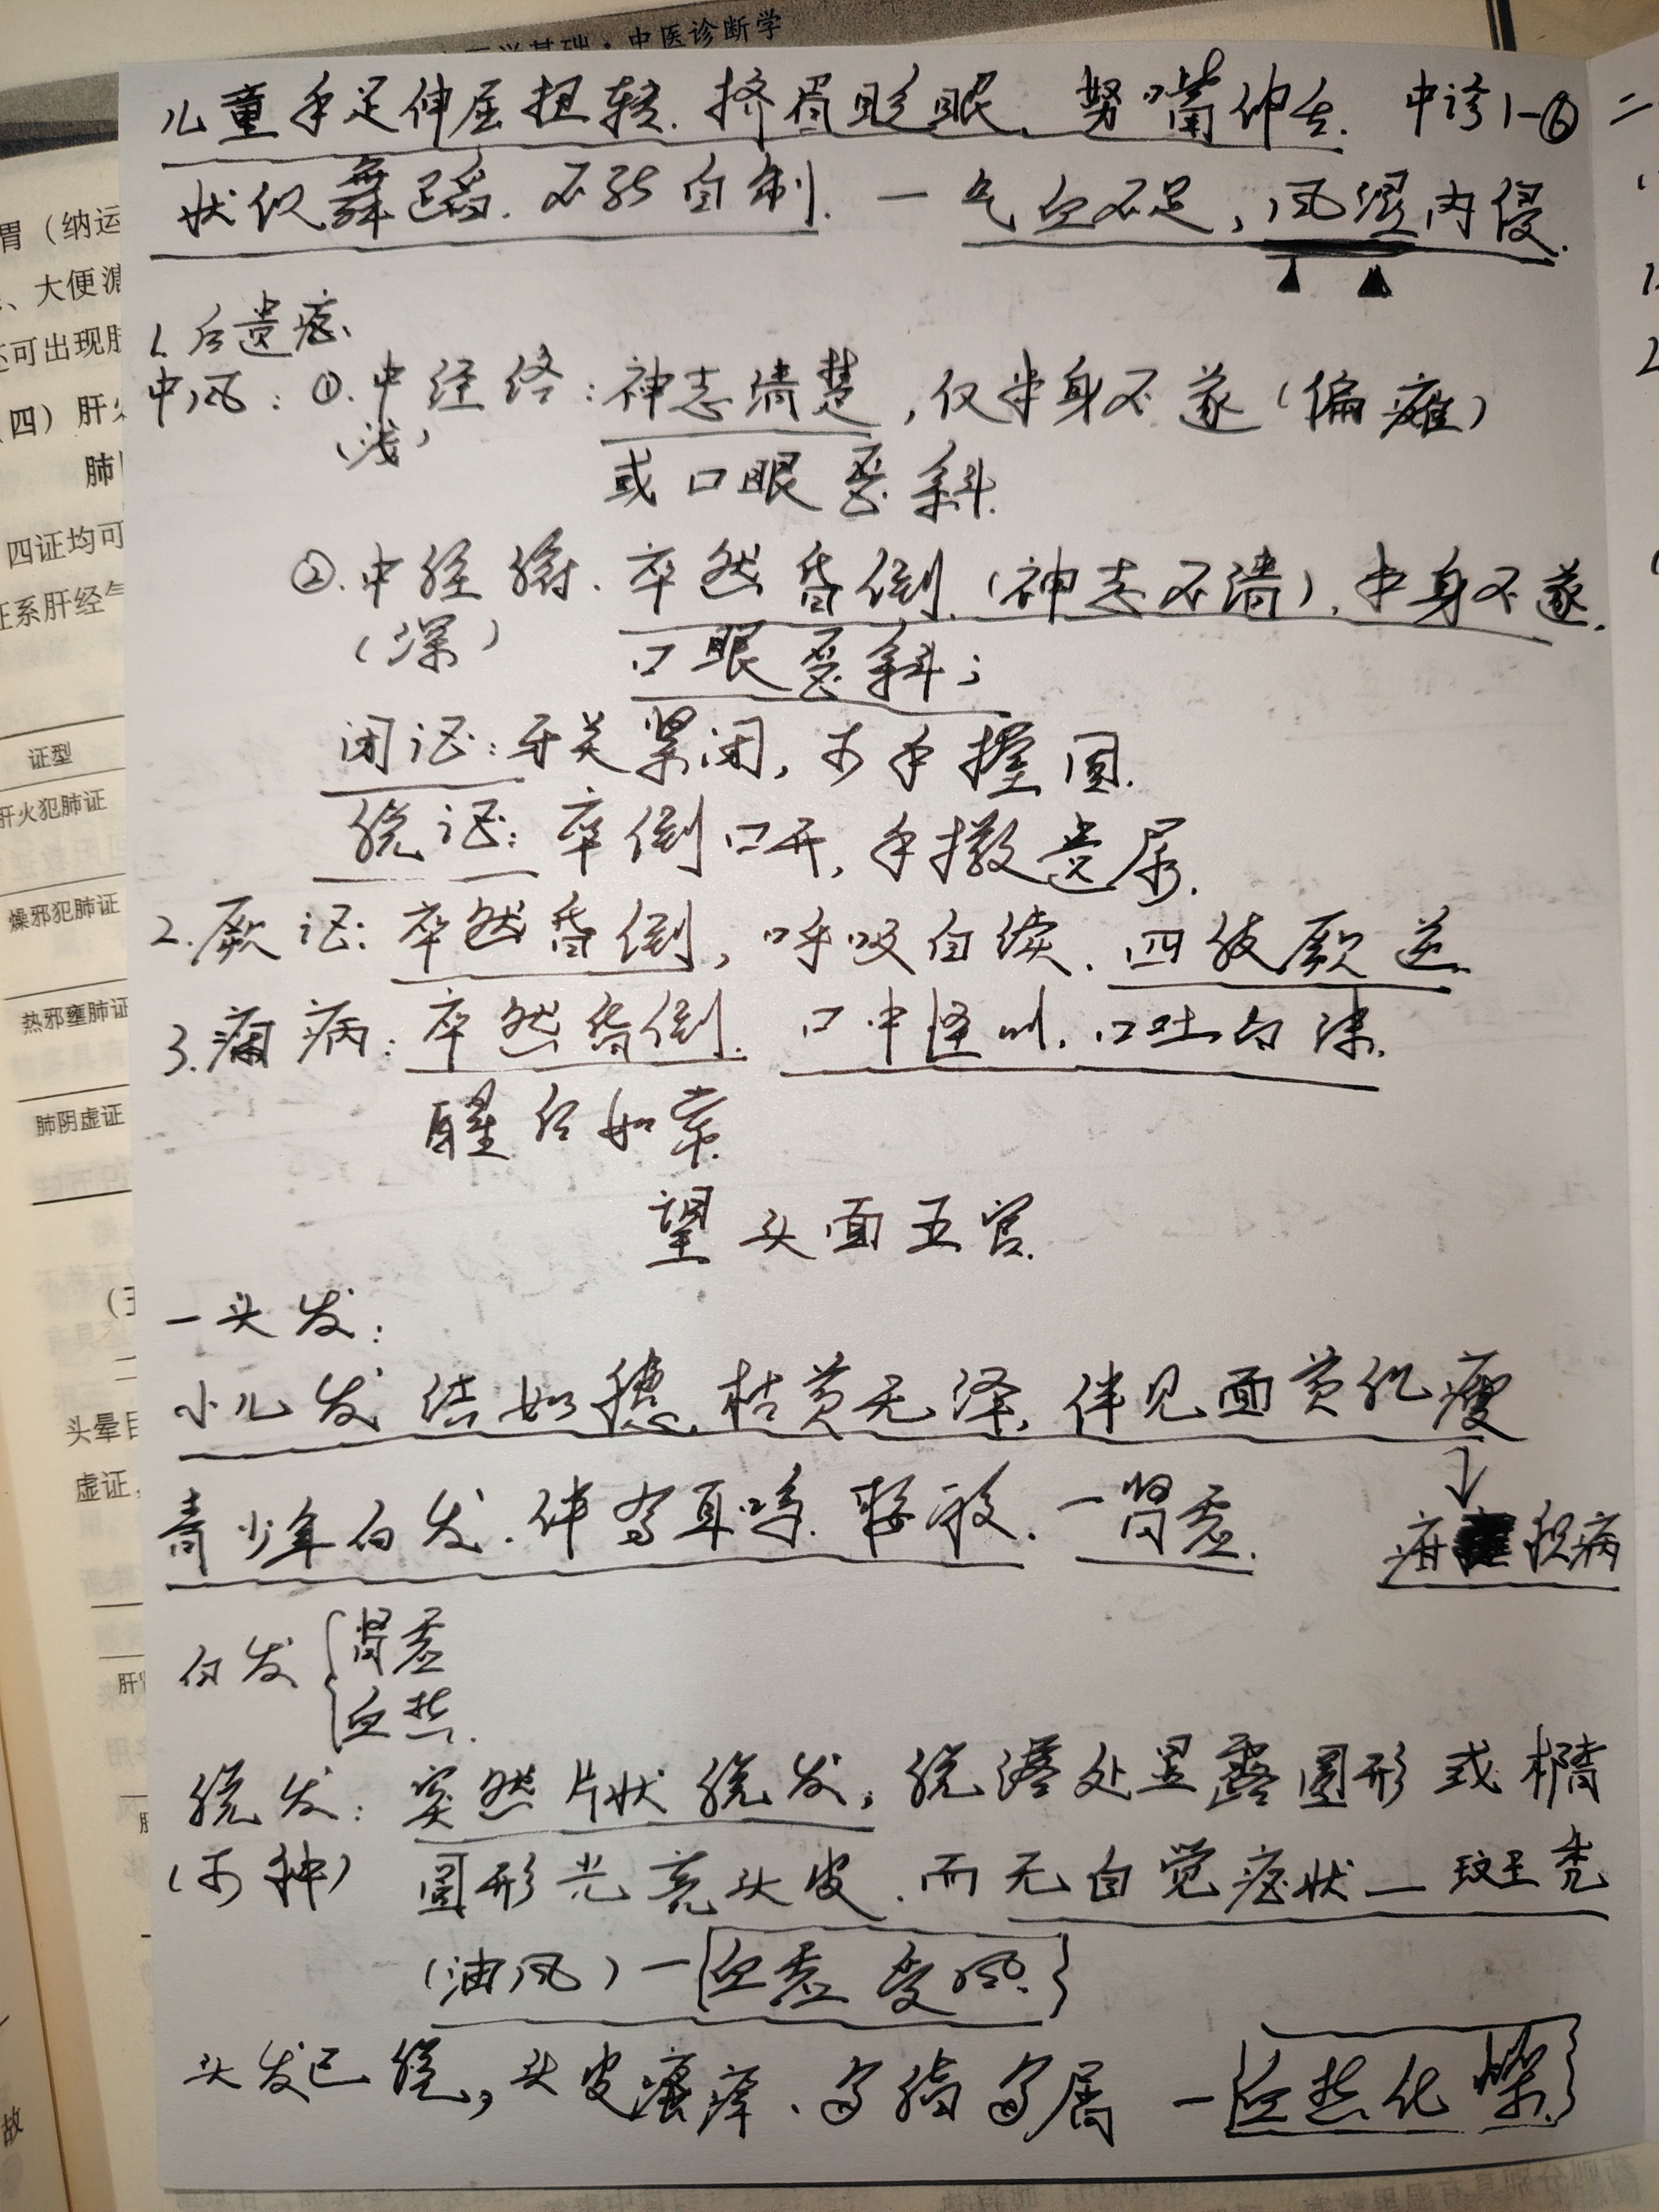 中医诊断学
儿童手足伸屈扭转.挤眉眨眼.努嘴伸舌. 中诊1-⑥
状似舞蹈.不能自制.一气血不足,风湿内侵.
1.后遗症、
中风:①.中经络:神志清楚,仅半身不遂(偏瘫)
(浅)
或口眼歪斜.
②.中脏腑.卒然昏倒.(神志不清),半身不遂.
(深) 口眼歪斜;
闭证:牙关紧闭,两手握固.
脱证:卒倒口开,手撒遗尿.
2.厥证:卒然昏倒,呼吸自续.四肢厥逆.
3.痫病:卒然昏倒. 口中怪叫.口吐白沫.
醒后如常.
望头面五官.
一头发:
小儿发结如穗,枯黄无泽,伴见面黄肌瘦
↓
青少年白发.伴有耳鸣.腰酸.一肾虚. 疳积病
白发{肾虚
血热.
脱发:突然片状脱发,脱落处显露圆形或椭
(两种) 圆形光亮头皮.而无自觉症状—斑秃
(油风)一[血虚受风.}
头发已脱,头皮瘙痒、多脂多屑 一[血热化燥.}
胃(纳运
、大便溏
可出现肝
(四)肝火
肺
四证均可
证系肝经气
证型
肝火犯肺证
燥邪犯肺证
热邪壅肺证
肺阴虚证
头晕目
虚证,
故